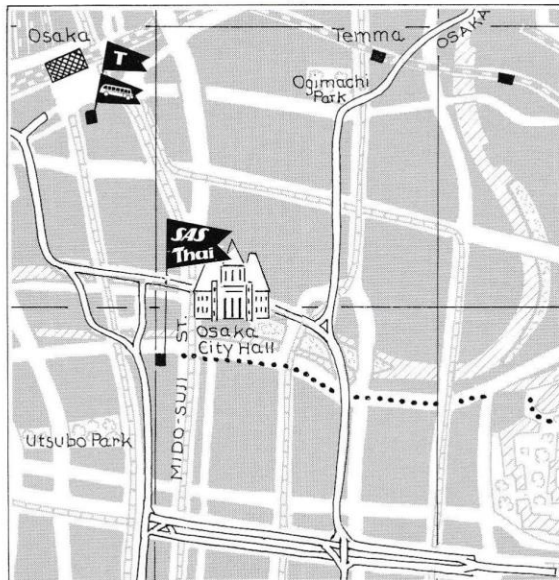 Osaka
T
Temma
OSAKA
Ogimachi
Park
SAS
Thai
Osaka
City Hall
MIDO-SUJI ST.
Utsubo Park